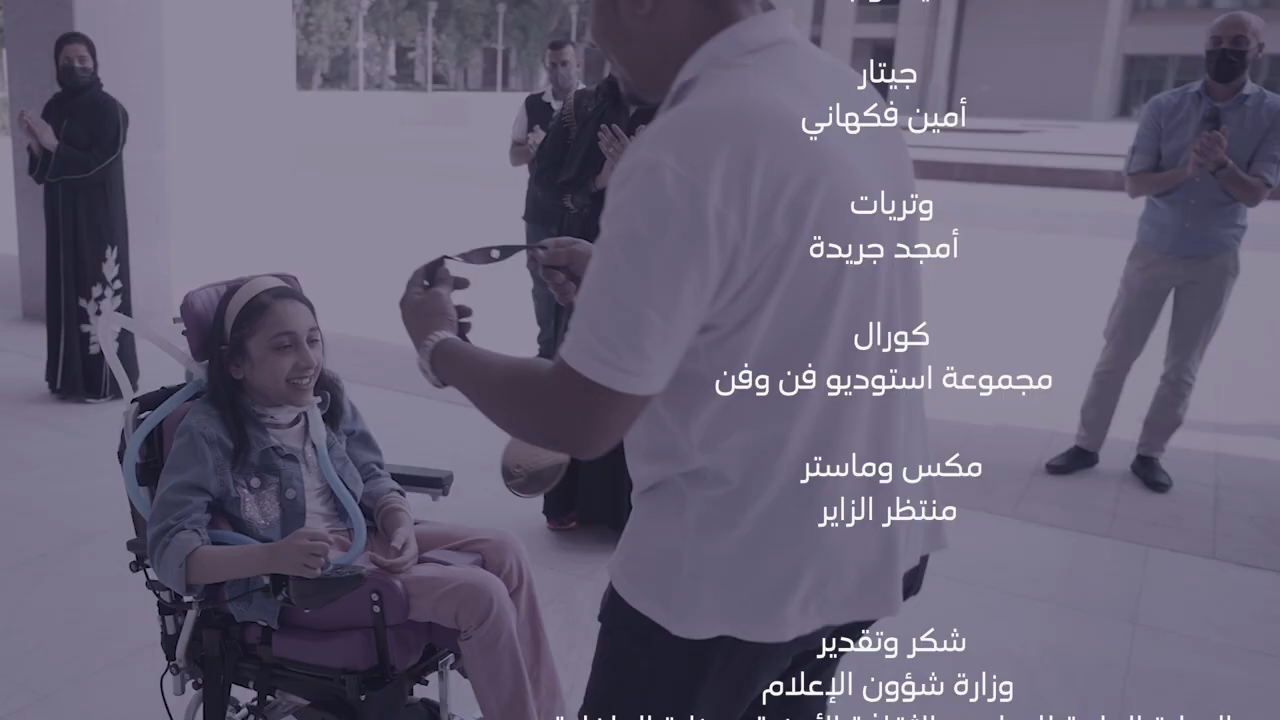 جيتار
أمين فكهاني
وتريات
أمجد جريدة
كورال
مجموعة استوديو فن وفن
مكس وماستر
منتظر الزاير
شكر وتقدير
وزارة شؤون الإعلام